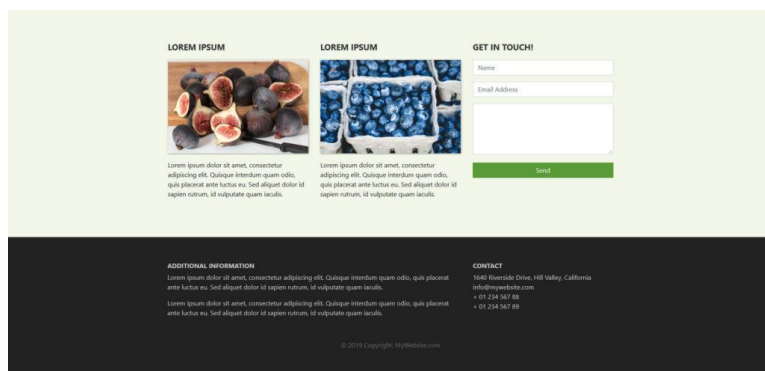 LOREM IPSUM
Lorem ipsum dolor sit amet, consectetur
adipiscing elit. Quisque interdum quam odio,
quis placerat ante luctus eu. Sed aliquet dolor id
sapien rutrum, id vulputate quam iaculis.
LOREM IPSUM
Lorem ipsum dolor sit amet, consectetur
adipiscing elit. Quisque interdum quam odio,
quis placerat ante luctus eu. Sed aliquet dolor id
sapien rutrum, id vulputate quam iaculis.
GET IN TOUCH!
Name
Email Address
Send
ADDITIONAL INFORMATION
Lorem ipsum dolor sit amet, consectetur adipiscing elit. Quisque interdum quam odio, quis placerat
ante luctus eu. Sed aliquet dolor id sapien rutrum, id vulputate quam iaculis.
Lorem ipsum dolor sit amet, consectetur adipiscing elit. Quisque interdum quam odio, quis placerat
ante luctus eu. Sed aliquet dolor id sapien rutrum, id vulputate quam iaculis.
CONTACT
1640 Riverside Drive, Hill Valley, California
info@mywebsite.com
+ 01 234 567 88
+ 01 234 567 89
© 2019 Copyright: MyWebsite.com